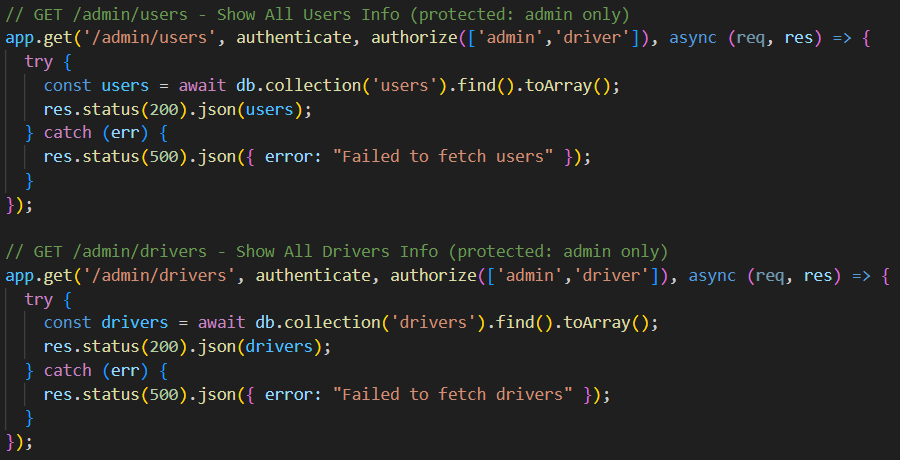 // GET /admin/users - Show All Users Info (protected: admin only)
app.get('/admin/users', authenticate, authorize(['admin','driver']), async (req, res) => {
  try {
    const users = await db.collection('users').find().toArray();
    res.status(200).json(users);
  } catch (err) {
    res.status(500).json({ error: "Failed to fetch users" });
  }
});

// GET /admin/drivers - Show All Drivers Info (protected: admin only)
app.get('/admin/drivers', authenticate, authorize(['admin','driver']), async (req, res) => {
  try {
    const drivers = await db.collection('drivers').find().toArray();
    res.status(200).json(drivers);
  } catch (err) {
    res.status(500).json({ error: "Failed to fetch drivers" });
  }
});